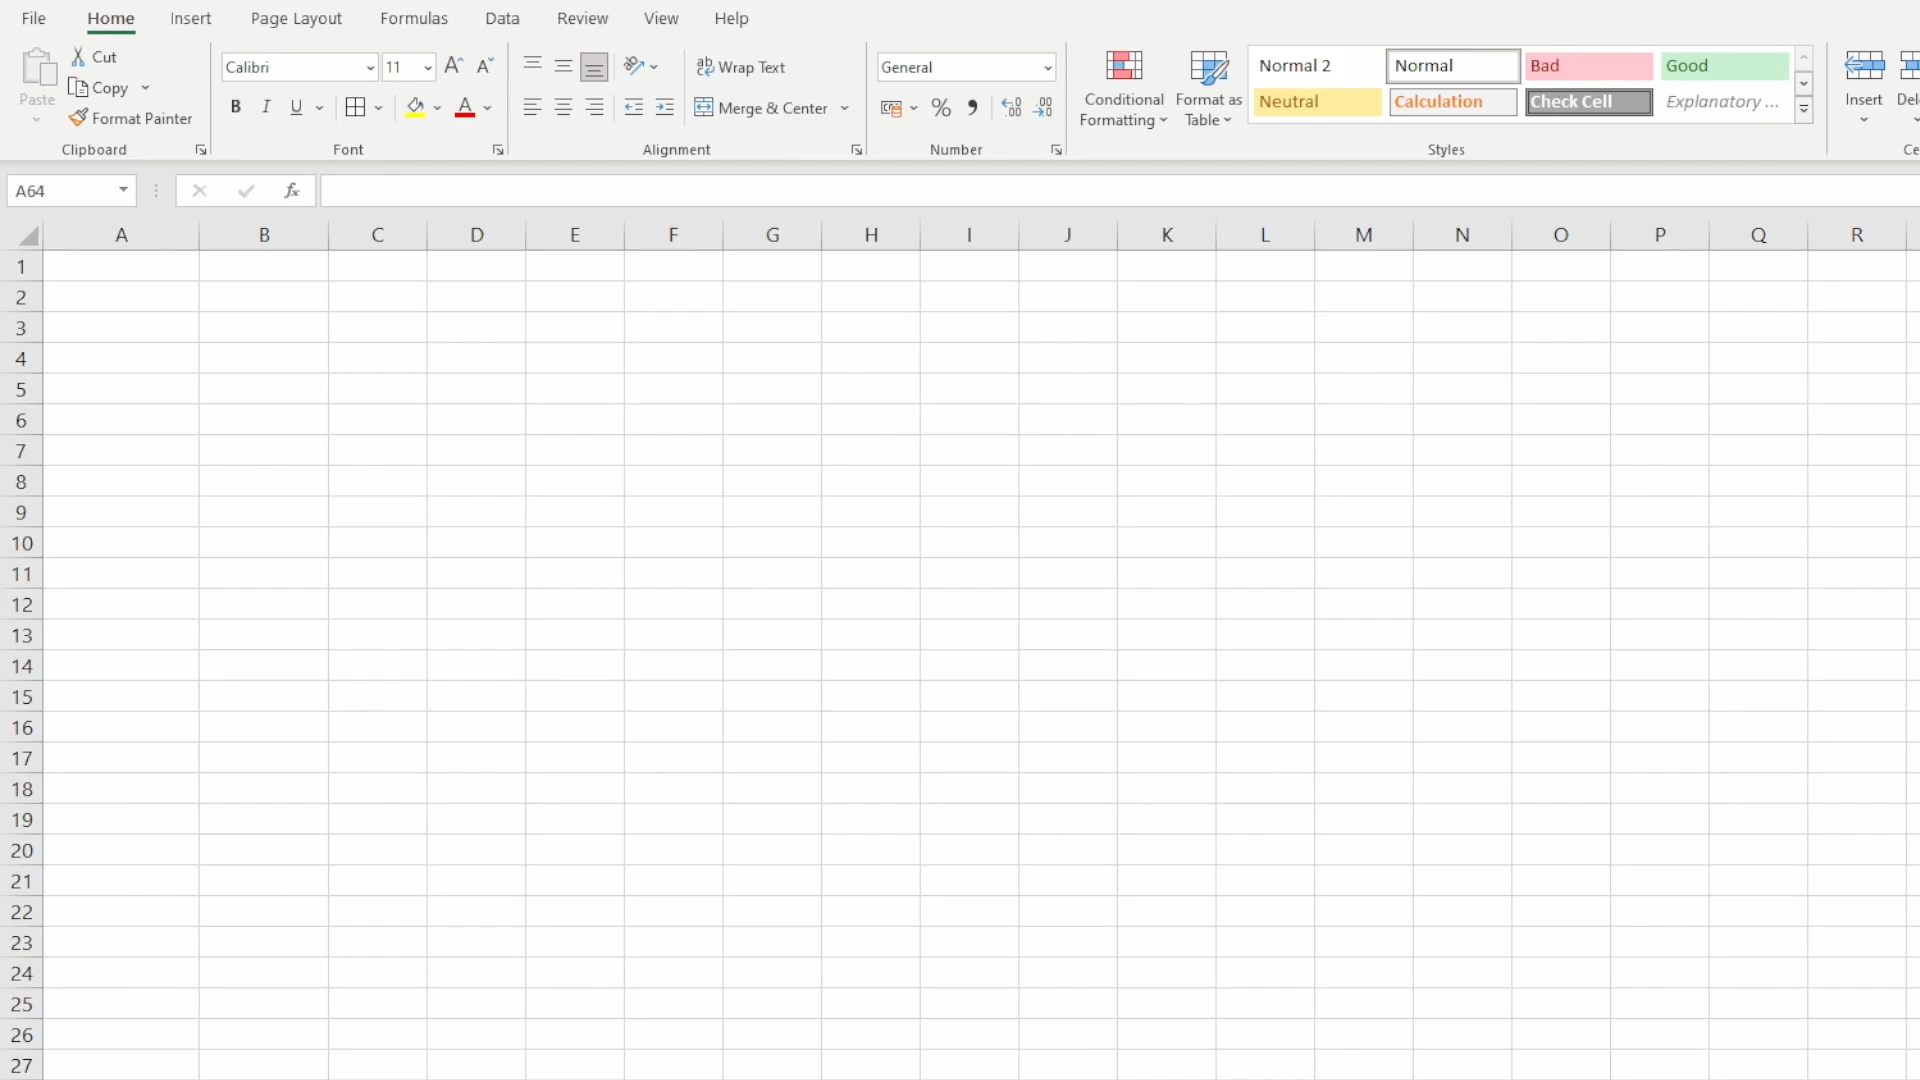 File Home Insert Page Layout Formulas Data Review View Help
Paste Cut
Copy
Format Painter
Clipboard
Calibri 11
B I U A
Font
ab Wrap Text
Merge & Center
Alignment
General
% 9 .00
Number
Conditional Formatting
Format as Table
Normal 2 Normal Bad Good
Neutral Calculation Check Cell Explanatory ...
Styles
Insert
A64 fx
A B C D E F G H I J K L M N O P Q R
1
2
3
4
5
6
7
8
9
10
11
12
13
14
15
16
17
18
19
20
21
22
23
24
25
26
27